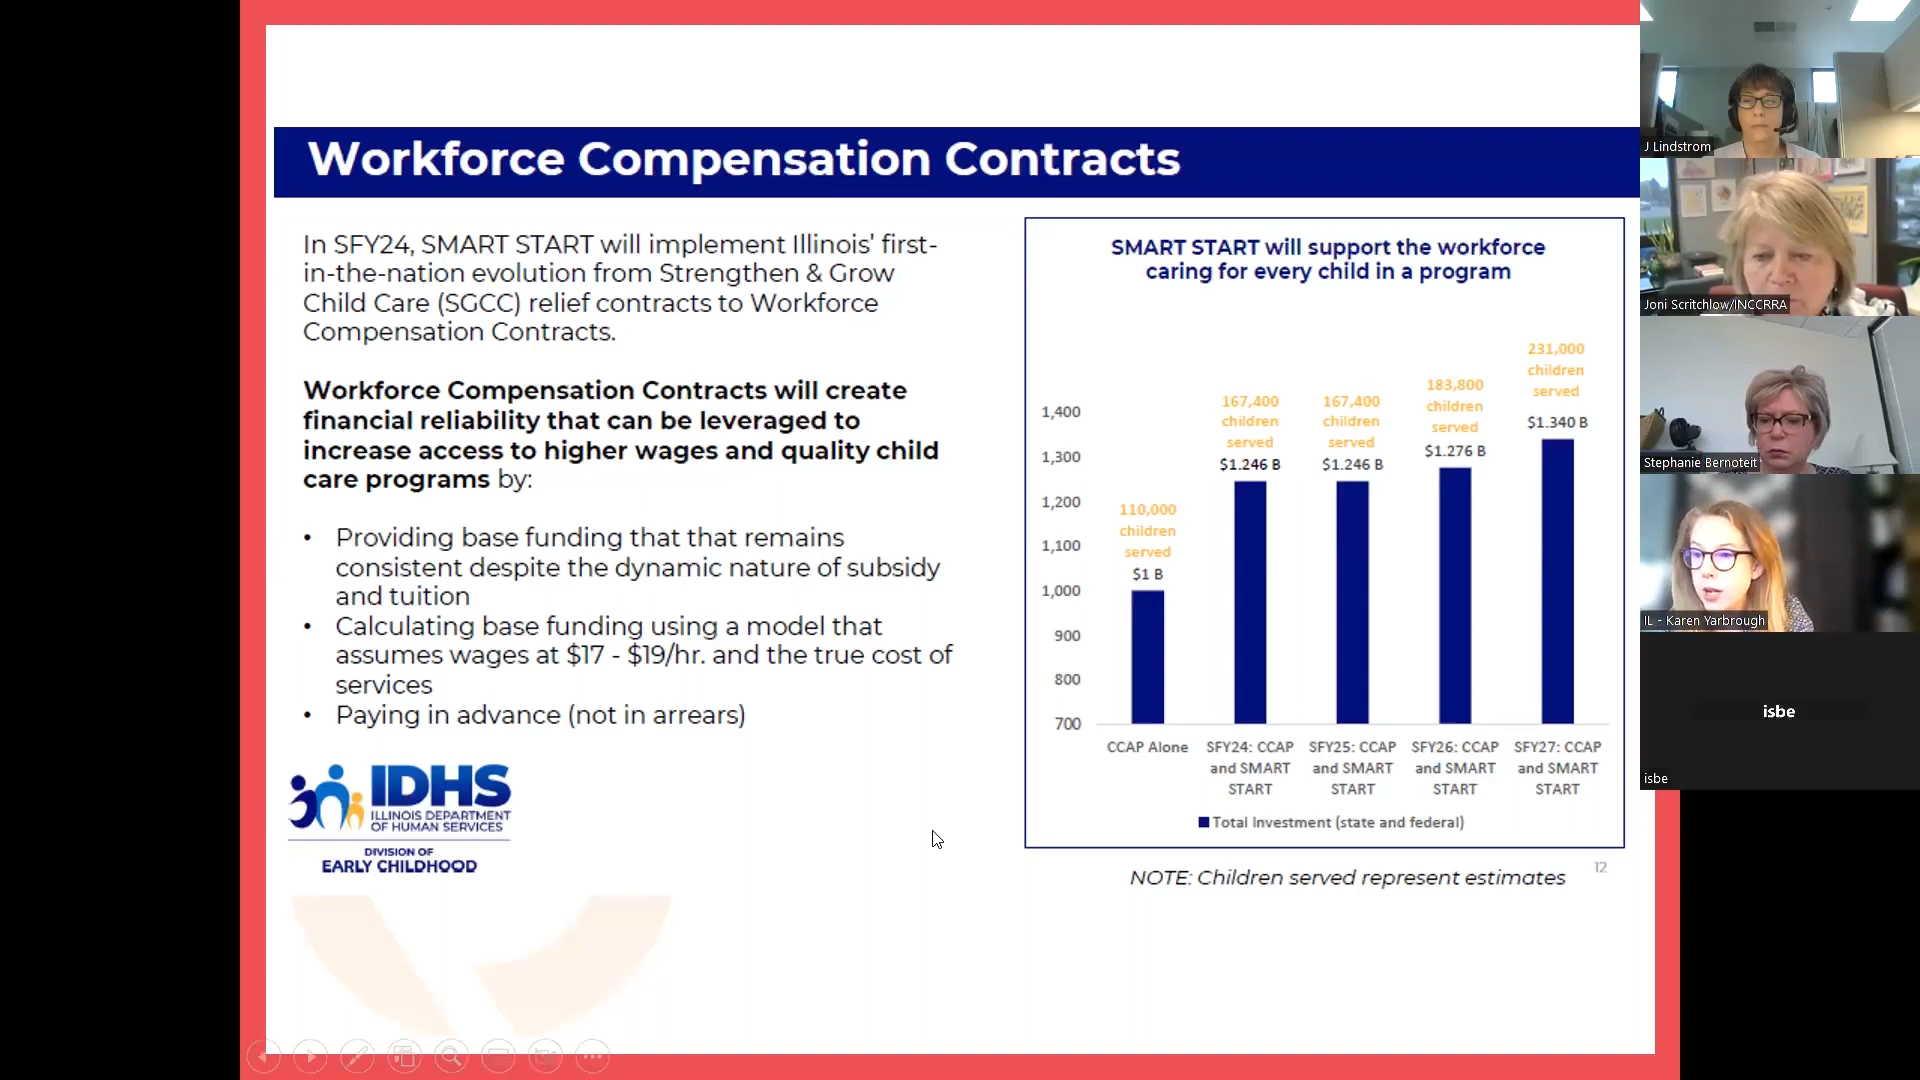 Workforce Compensation Contracts
In SFY24, SMART START will implement Illinois' first-
in-the-nation evolution from Strengthen & Grow
Child Care (SGCC) relief contracts to Workforce
Compensation Contracts.
Workforce Compensation Contracts will create
financial reliability that can be leveraged to
increase access to higher wages and quality child
care programs by:
• Providing base funding that that remains
consistent despite the dynamic nature of subsidy
and tuition
• Calculating base funding using a model that
assumes wages at $17 - $19/hr. and the true cost of
services
• Paying in advance (not in arrears)
IDHS
ILLINOIS DEPARTMENT
OF HUMAN SERVICES
DIVISION OF
EARLY CHILDHOOD
SMART START will support the workforce
caring for every child in a program
1,400
1,300
1,200
1,100
1,000
900
800
700
110,000
children
served
$1 B
167,400
children
served
$1.246 B
167,400
children
served
$1.246 B
183,800
children
served
$1.276 B
231,000
children
served
$1.340 B
CCAP Alone
SFY24: CCAP
and SMART
START
SFY25: CCAP
and SMART
START
SFY26: CCAP
and SMART
START
SFY27: CCAP
and SMART
START
Total Investment (state and federal)
12
NOTE: Children served represent estimates
J Lindstrom
Joni Scritchlow/INCCRRA
Stephanie Bernoteit
IL - Karen Yarbrough
isbe
isbe